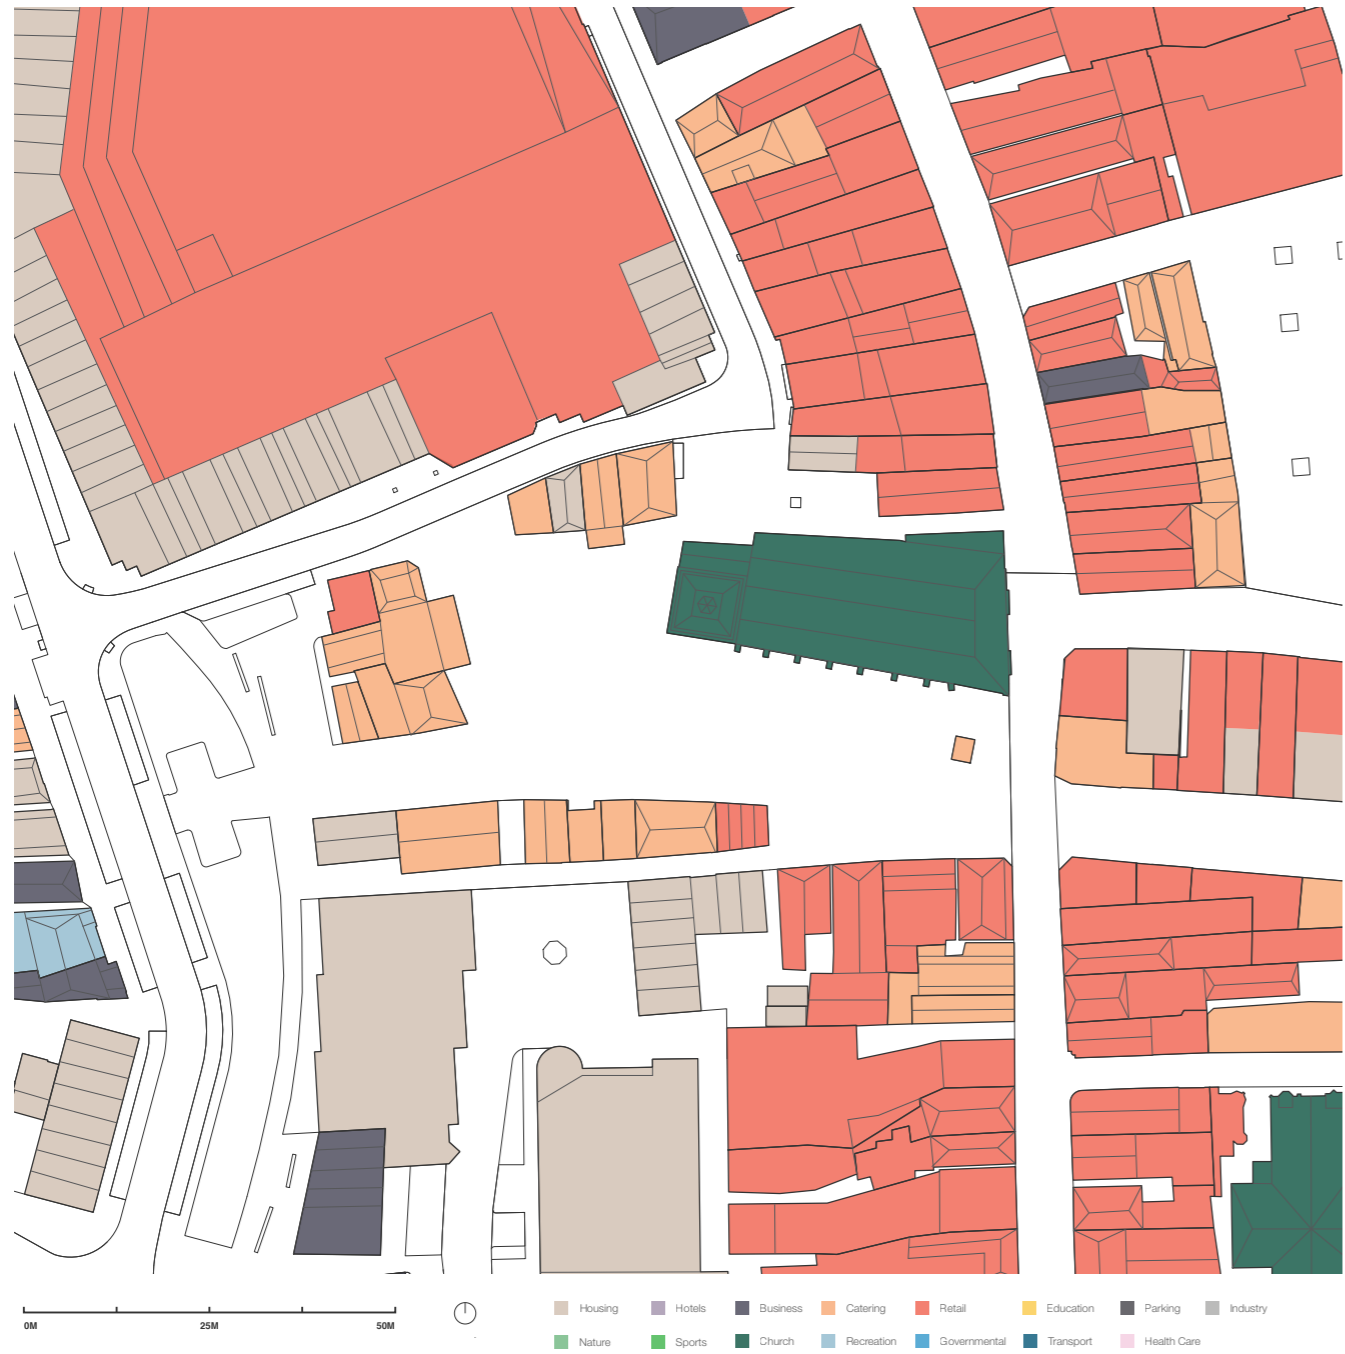 0M 25M 50M
Housing Hotels Business Catering Retail Education Parking Industry
Nature Sports Church Recreation Governmental Transport Health Care